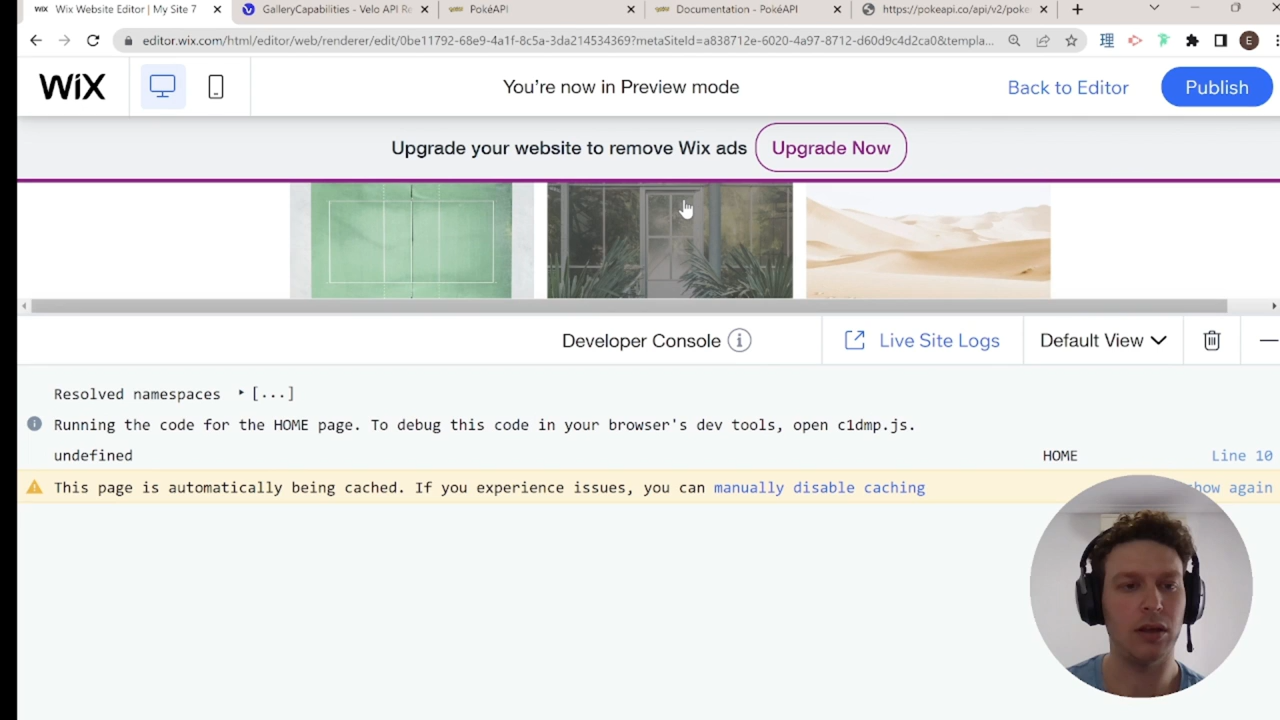 WiX Wix Website Editor | My Site 7
GalleryCapabilities - Velo API Re
PokéAPI
Documentation - PokéAPI
https://pokeapi.co/api/v2/poke
editor.wix.com/html/editor/web/renderer/edit/0be11792-68e9-4a1f-8c5a-3da214534369?metaSiteId=a838712e-6020-4a97-8712-d60d9c4d2ca0&templa...
理
E
WiX
You're now in Preview mode
Back to Editor
Publish
Upgrade your website to remove Wix ads
Upgrade Now
Developer Console
Live Site Logs
Default View
Resolved namespaces
[...]
Running the code for the HOME page. To debug this code in your browser's dev tools, open c1dmp.js.
undefined
HOME
Line 10
This page is automatically being cached. If you experience issues, you can manually disable caching
show again